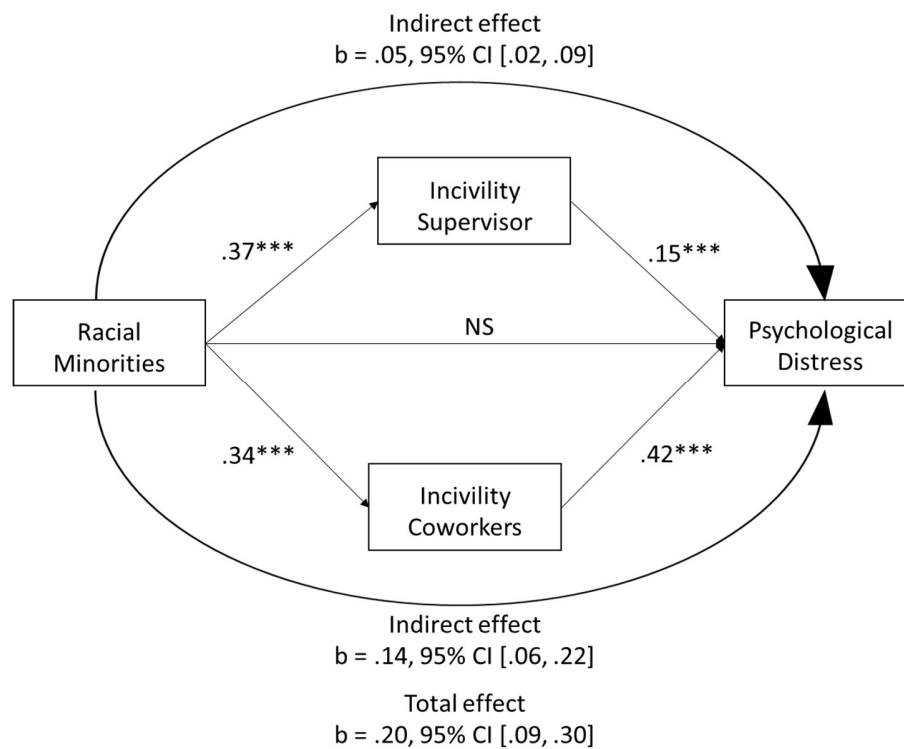 Indirect effect
b = .05, 95% CI [.02, .09]
Incivility
Supervisor
.37***
.15***
Racial
Minorities
NS
Psychological
Distress
.34***
.42***
Incivility
Coworkers
Indirect effect
b = .14, 95% CI [.06, .22]
Total effect
b = .20, 95% CI [.09, .30]